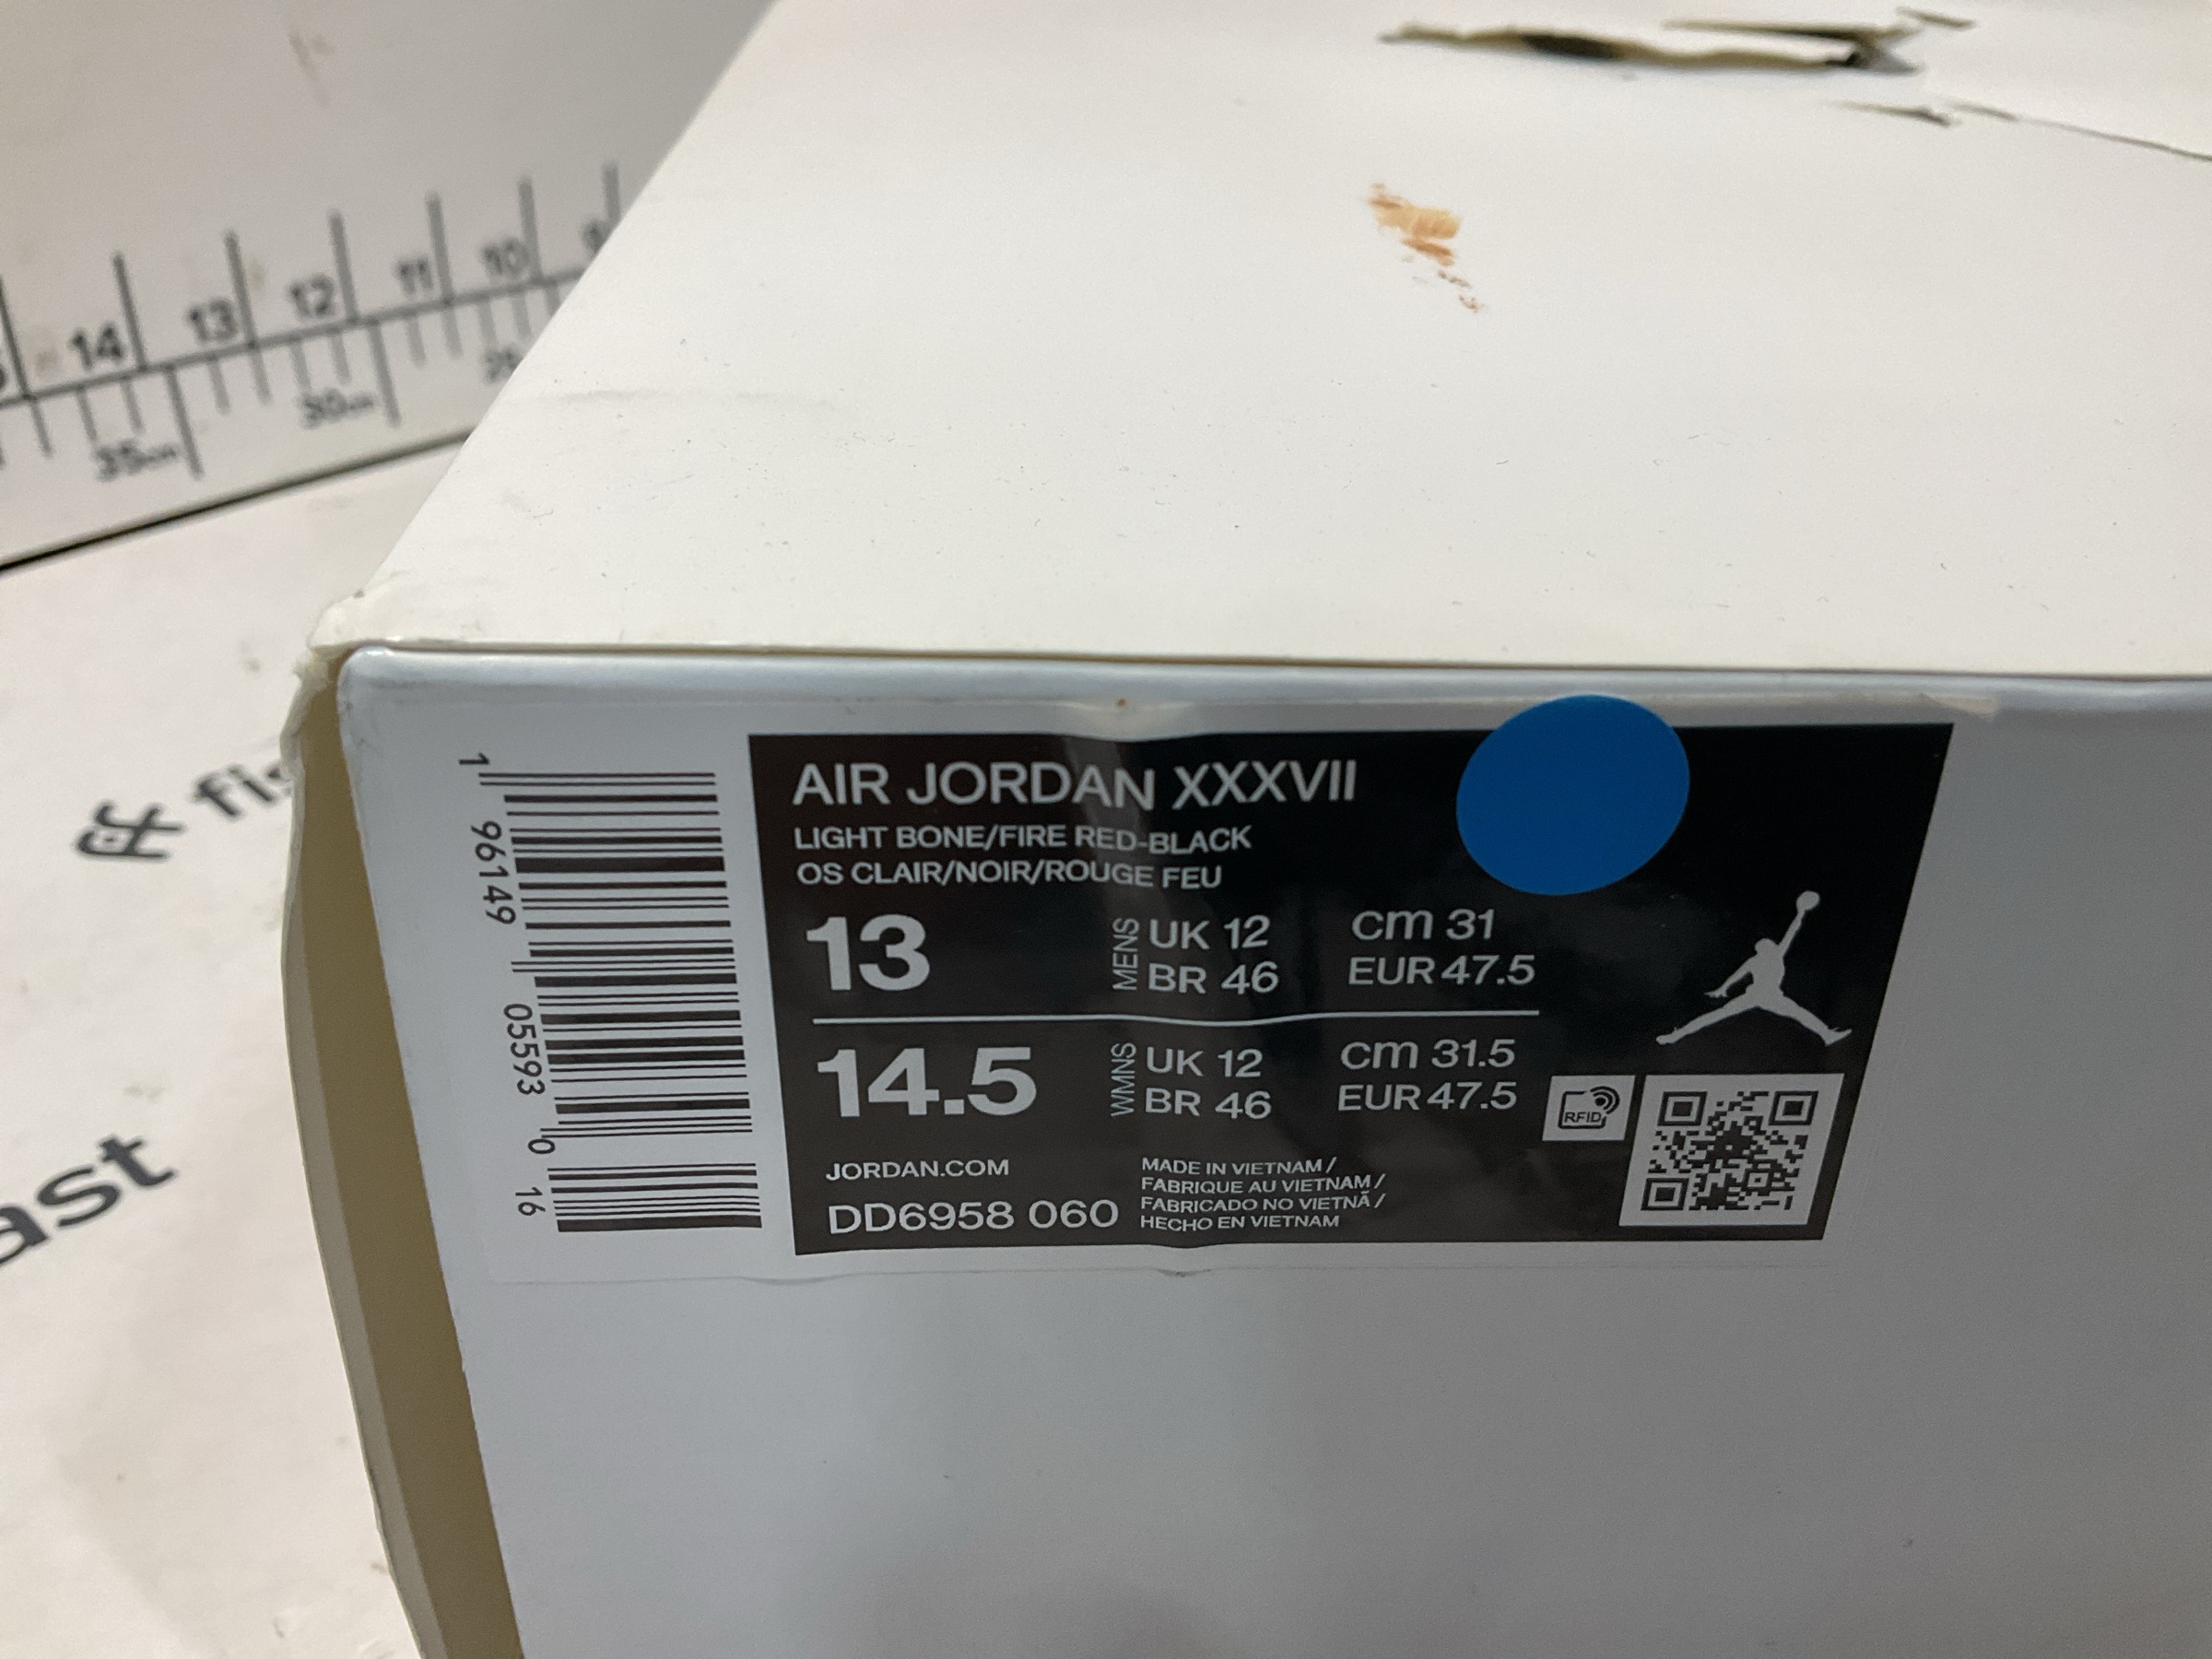 14 13 12 11 10 9
35cm 30cm
fis
ast
1 96149 05593 0 16
AIR JORDAN XXXVII
LIGHT BONE/FIRE RED-BLACK
OS CLAIR/NOIR/ROUGE FEU
13 MENS UK 12 cm 31
BR 46 EUR 47.5
14.5 WMNS UK 12 cm 31.5
BR 46 EUR 47.5
RFID
JORDAN.COM
DD6958 060
MADE IN VIETNAM /
FABRIQUE AU VIETNAM /
FABRICADO NO VIETNÃ /
HECHO EN VIETNAM